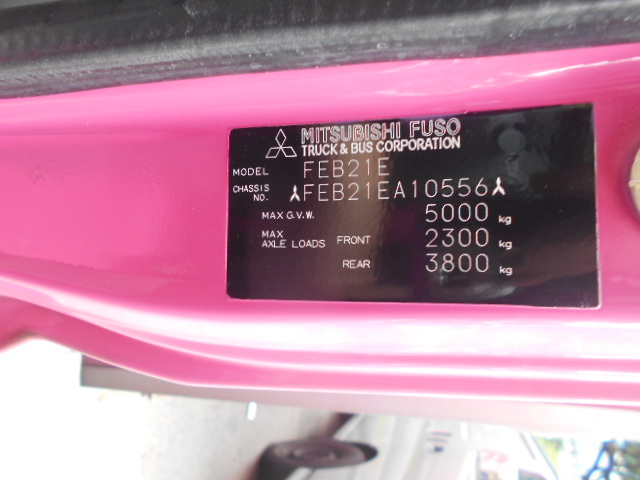 MITSUBISHI FUSO
TRUCK & BUS CORPORATION
MODEL FEB21E
CHASSIS NO. FEB21EA10556
MAX G.V.W. 5000 kg
MAX AXLE LOADS FRONT 2300 kg
REAR 3800 kg